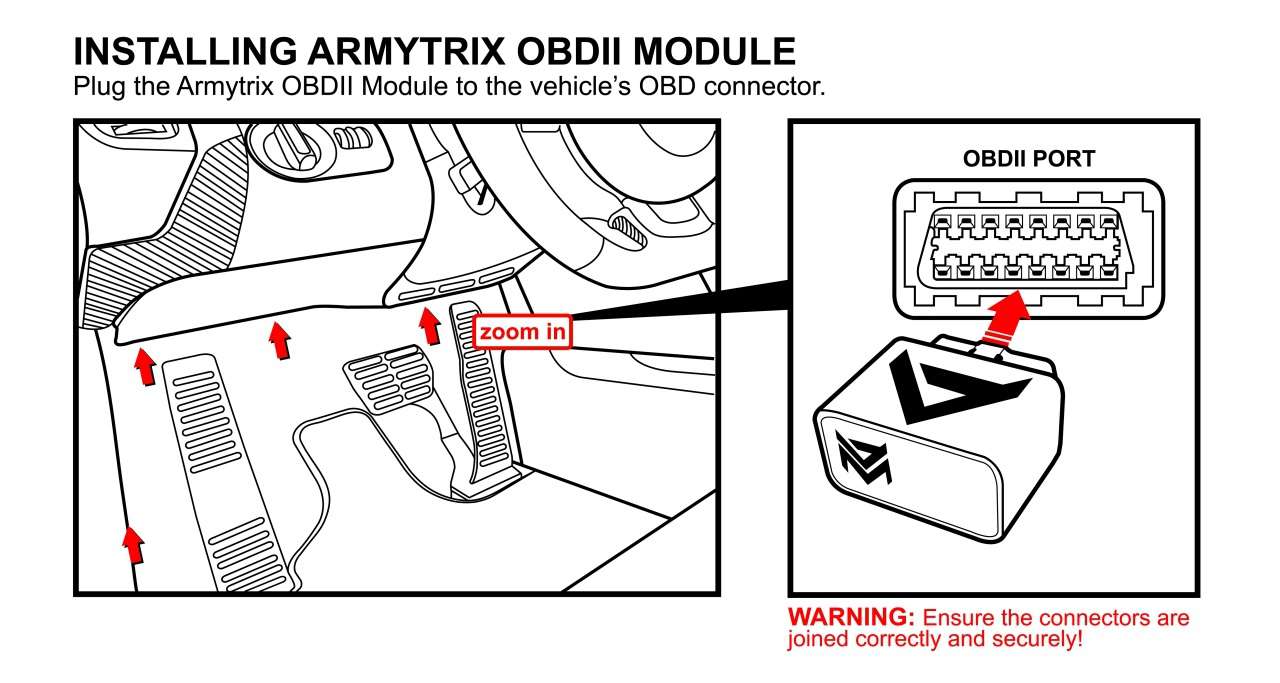 INSTALLING ARMYTRIX OBDII MODULE
Plug the Armytrix OBDII Module to the vehicle’s OBD connector.
zoom in
OBDII PORT
WARNING: Ensure the connectors are
joined correctly and securely!